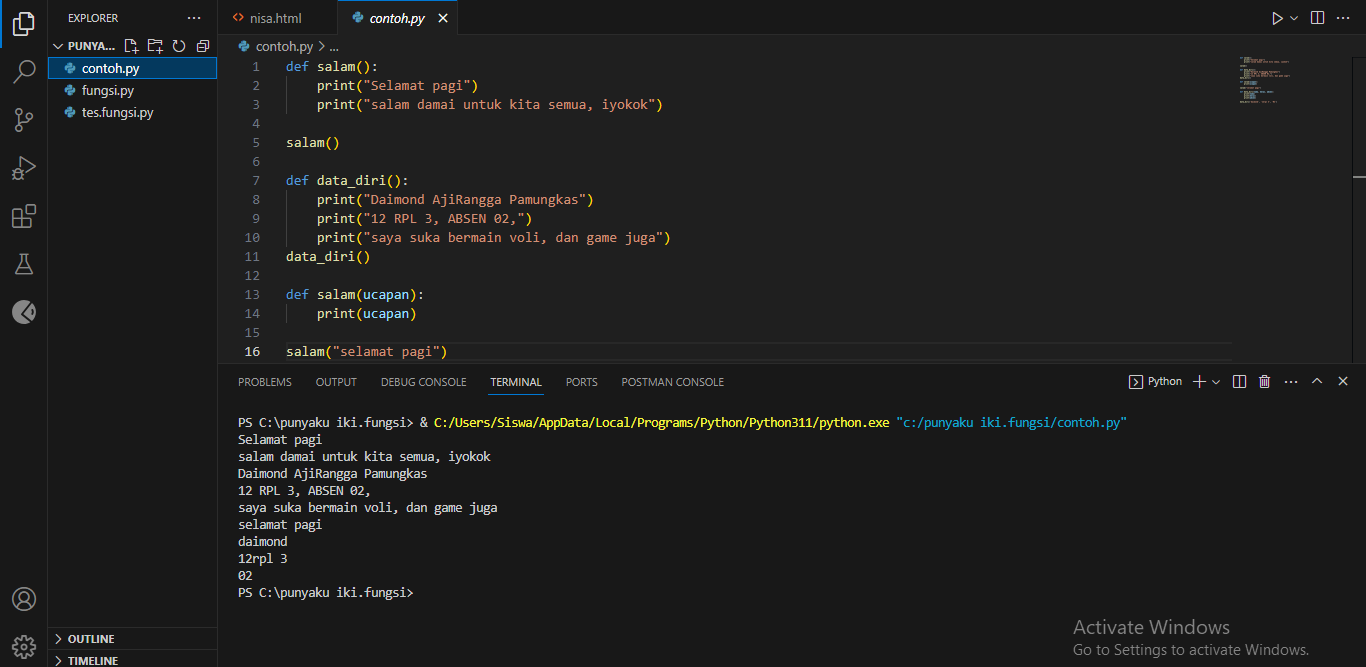 EXPLORER ...
nisa.html
contoh.py
PUNYA...
contoh.py
fungsi.py
tes.fungsi.py
contoh.py > ...
1 def salam():
2 print("Selamat pagi")
3 print("salam damai untuk kita semua, iyokok")
4
5 salam()
6
7 def data_diri():
8 print("Daimond AjiRangga Pamungkas")
9 print("12 RPL 3, ABSEN 02,")
10 print("saya suka bermain voli, dan game juga")
11 data_diri()
12
13 def salam(ucapan):
14 print(ucapan)
15
16 salam("selamat pagi")
PROBLEMS OUTPUT DEBUG CONSOLE TERMINAL PORTS POSTMAN CONSOLE
Python
PS C:\punyaku iki.fungsi> & C:/Users/Siswa/AppData/Local/Programs/Python/Python311/python.exe "c:/punyaku iki.fungsi/contoh.py"
Selamat pagi
salam damai untuk kita semua, iyokok
Daimond AjiRangga Pamungkas
12 RPL 3, ABSEN 02,
saya suka bermain voli, dan game juga
selamat pagi
daimond
12rpl 3
02
PS C:\punyaku iki.fungsi>
OUTLINE
TIMELINE
Activate Windows
Go to Settings to activate Windows.